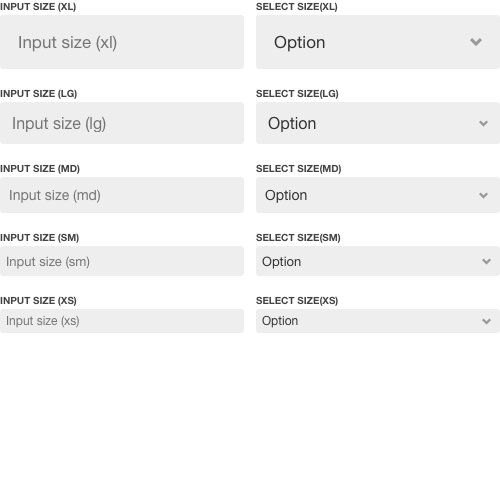 INPUT SIZE (XL)
SELECT SIZE(XL)
Input size (xl)
Option
INPUT SIZE (LG)
SELECT SIZE(LG)
Input size (lg)
Option
INPUT SIZE (MD)
SELECT SIZE(MD)
Input size (md)
Option
INPUT SIZE (SM)
SELECT SIZE(SM)
Input size (sm)
Option
INPUT SIZE (XS)
SELECT SIZE(XS)
Input size (xs)
Option